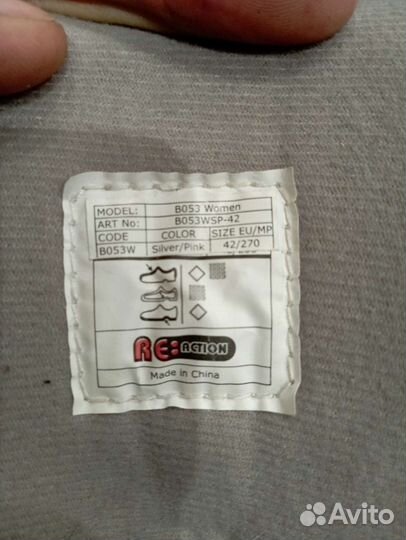 MODEL: B053 Women
ART No: B053WSP-42
CODE COLOR SIZE EU/MP
B053W Silver/Pink 42/270
RE:ACTION
Made in China
Avito